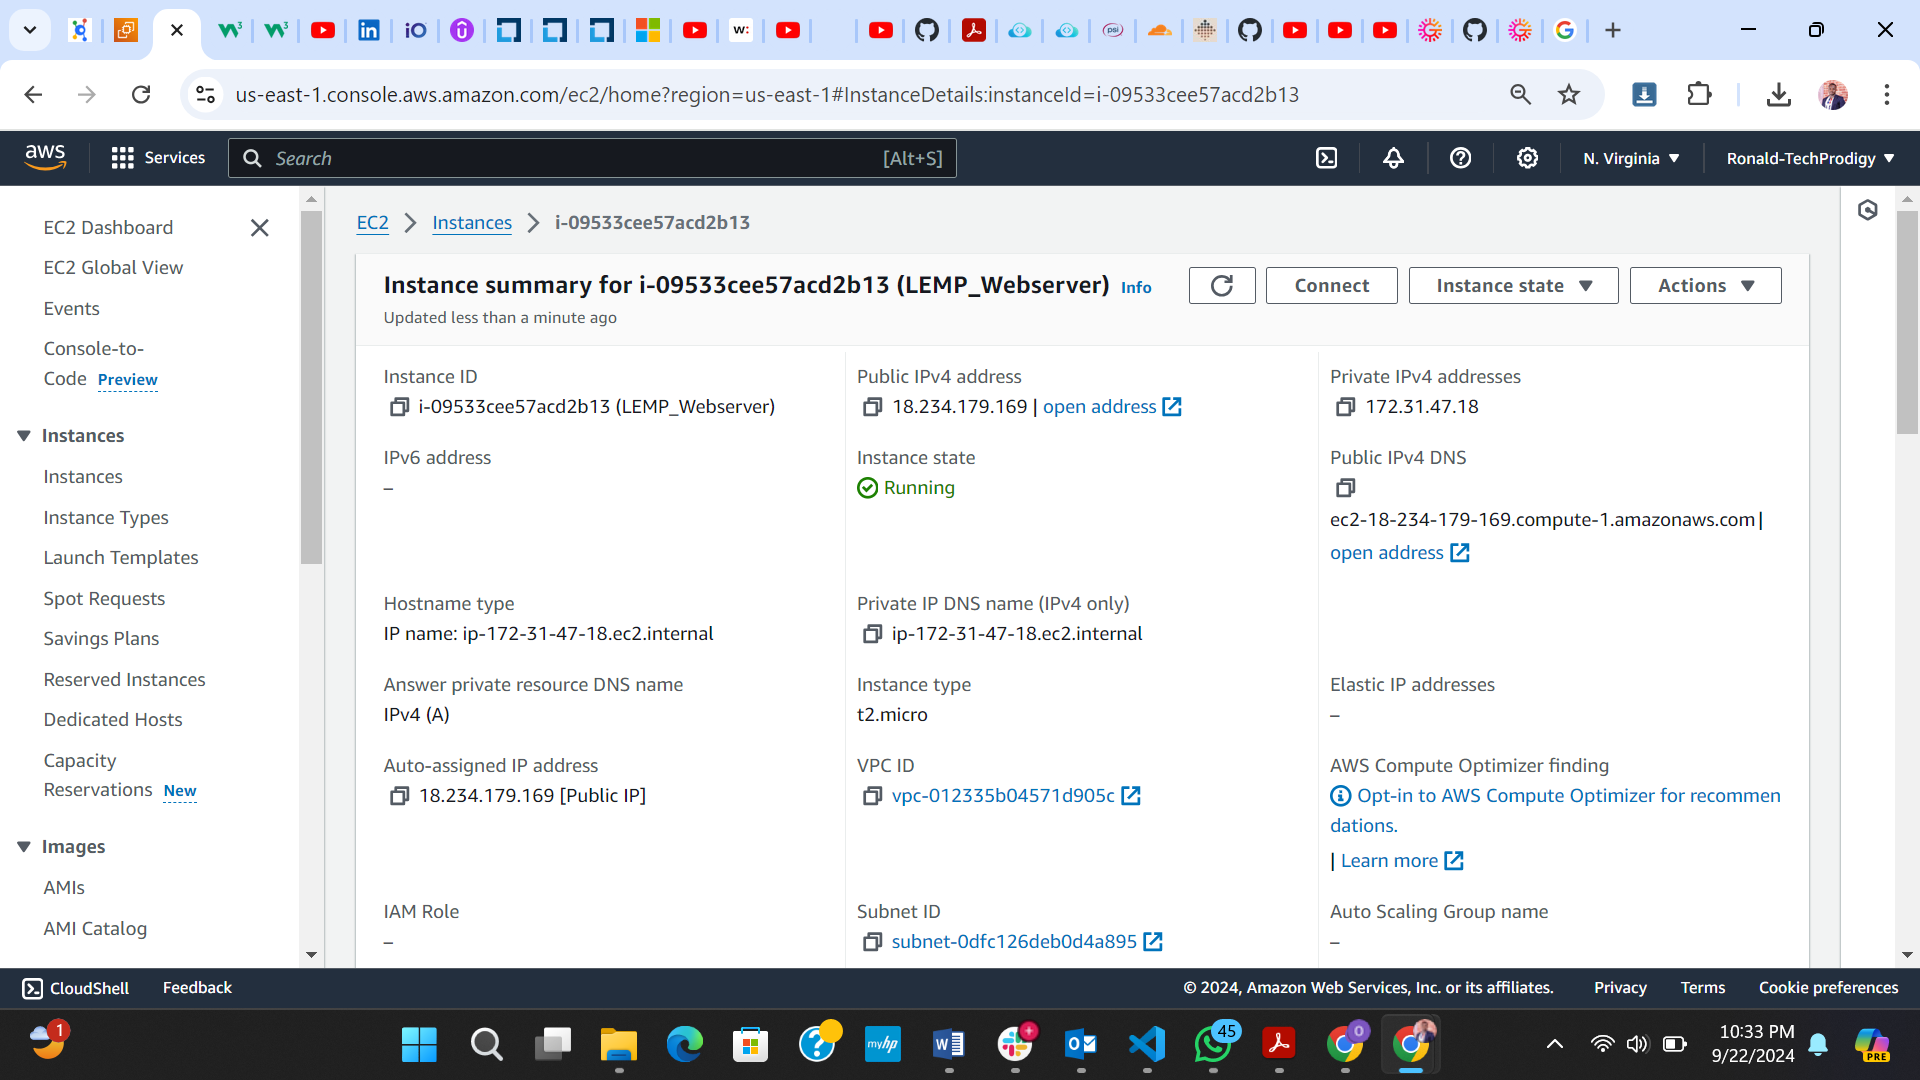 us-east-1.console.aws.amazon.com/ec2/home?region=us-east-1#InstanceDetails:instanceId=i-09533cee57acd2b13
aws
Services
Search
[Alt+S]
N. Virginia
Ronald-TechProdigy
EC2 Dashboard
EC2 Global View
Events
Console-to-
Code Preview
Instances
Instances
Instance Types
Launch Templates
Spot Requests
Savings Plans
Reserved Instances
Dedicated Hosts
Capacity
Reservations New
Images
AMIs
AMI Catalog
EC2
Instances
i-09533cee57acd2b13
Instance summary for i-09533cee57acd2b13 (LEMP_Webserver) Info
Updated less than a minute ago
Connect
Instance state
Actions
Instance ID
i-09533cee57acd2b13 (LEMP_Webserver)
Public IPv4 address
18.234.179.169 | open address
Private IPv4 addresses
172.31.47.18
IPv6 address
–
Instance state
Running
Public IPv4 DNS
ec2-18-234-179-169.compute-1.amazonaws.com |
open address
Hostname type
IP name: ip-172-31-47-18.ec2.internal
Private IP DNS name (IPv4 only)
ip-172-31-47-18.ec2.internal
Answer private resource DNS name
IPv4 (A)
Instance type
t2.micro
Elastic IP addresses
–
Auto-assigned IP address
18.234.179.169 [Public IP]
VPC ID
vpc-012335b04571d905c
AWS Compute Optimizer finding
Opt-in to AWS Compute Optimizer for recommen
dations.
| Learn more
IAM Role
–
Subnet ID
subnet-0dfc126deb0d4a895
Auto Scaling Group name
–
CloudShell
Feedback
© 2024, Amazon Web Services, Inc. or its affiliates.
Privacy
Terms
Cookie preferences
1
myhp
45
0
10:33 PM
9/22/2024
PRE